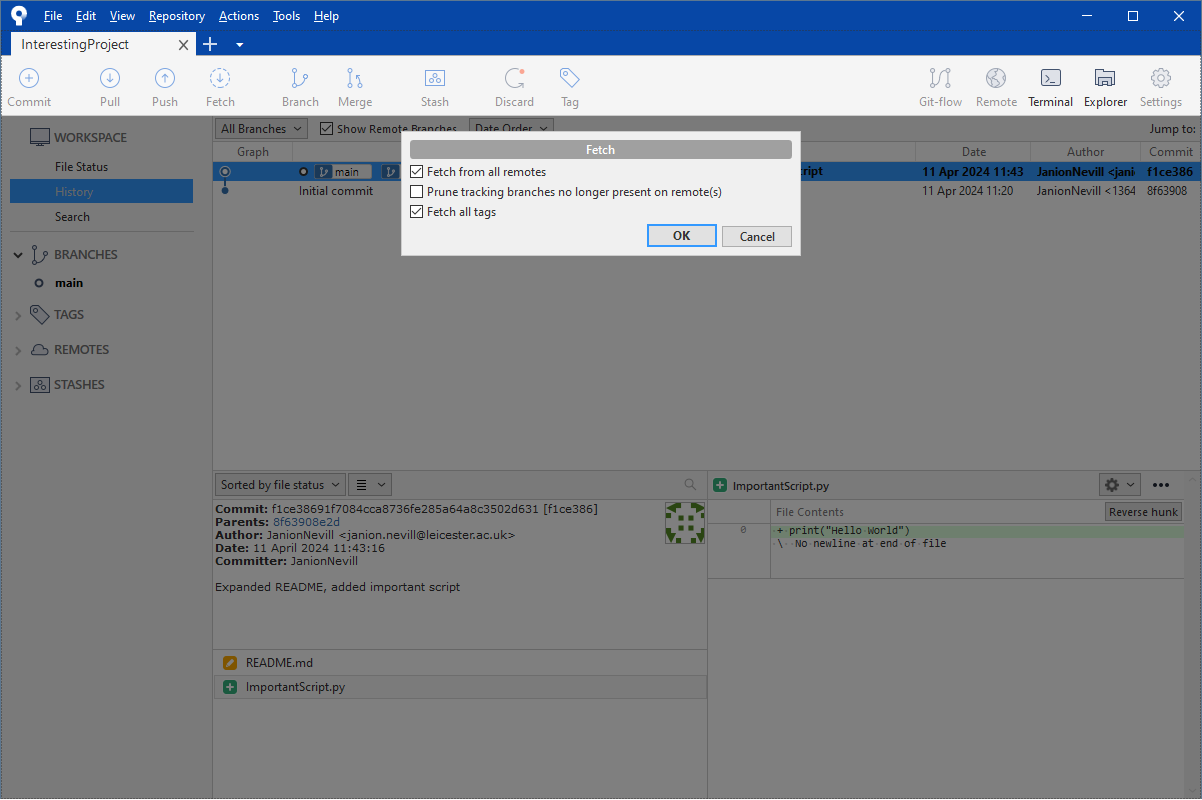 File Edit View Repository Actions Tools Help
InterestingProject
Commit Pull Push Fetch Branch Merge Stash Discard Tag Git-flow Remote Terminal Explorer Settings
WORKSPACE
File Status
History
Search
BRANCHES
main
TAGS
REMOTES
STASHES
All Branches Show Remote Branches Date Order Jump to:
Graph Date Author Commit
main 11 Apr 2024 11:43 JanionNevill <jani f1ce386
Initial commit 11 Apr 2024 11:20 JanionNevill <1364 8f63908
Fetch
Fetch from all remotes
Prune tracking branches no longer present on remote(s)
Fetch all tags
OK Cancel
Sorted by file status
Commit: f1ce38691f7084cca8736fe285a64a8c3502d631 [f1ce386]
Parents: 8f63908e2d
Author: JanionNevill <janion.nevill@leicester.ac.uk>
Date: 11 April 2024 11:43:16
Committer: JanionNevill
Expanded README, added important script
README.md
ImportantScript.py
ImportantScript.py
File Contents Reverse hunk
0 + print("Hello World")
\ No newline at end of file